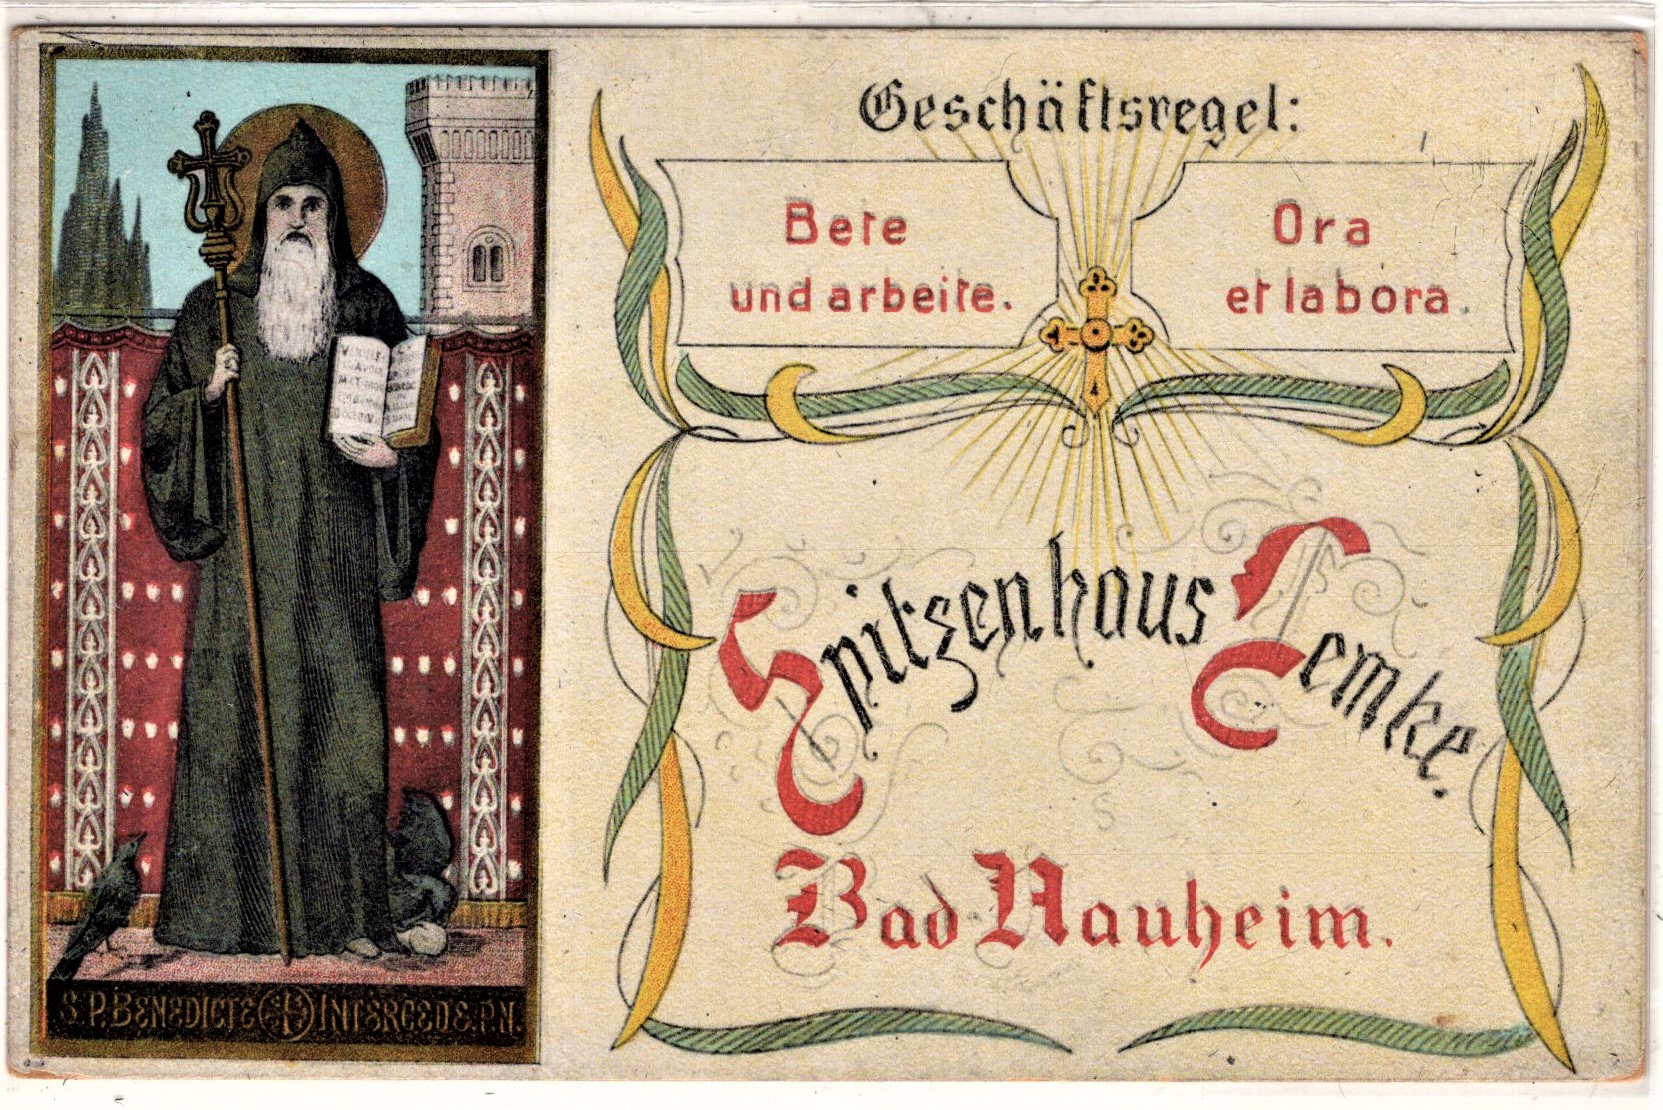 Geschäftsregel:
Bete
und arbeite.
Ora
et labora.
Spitzenhaus Lemke.
Bad Nauheim.
S. P. BENEDICTE INTERCEDE. P. N.